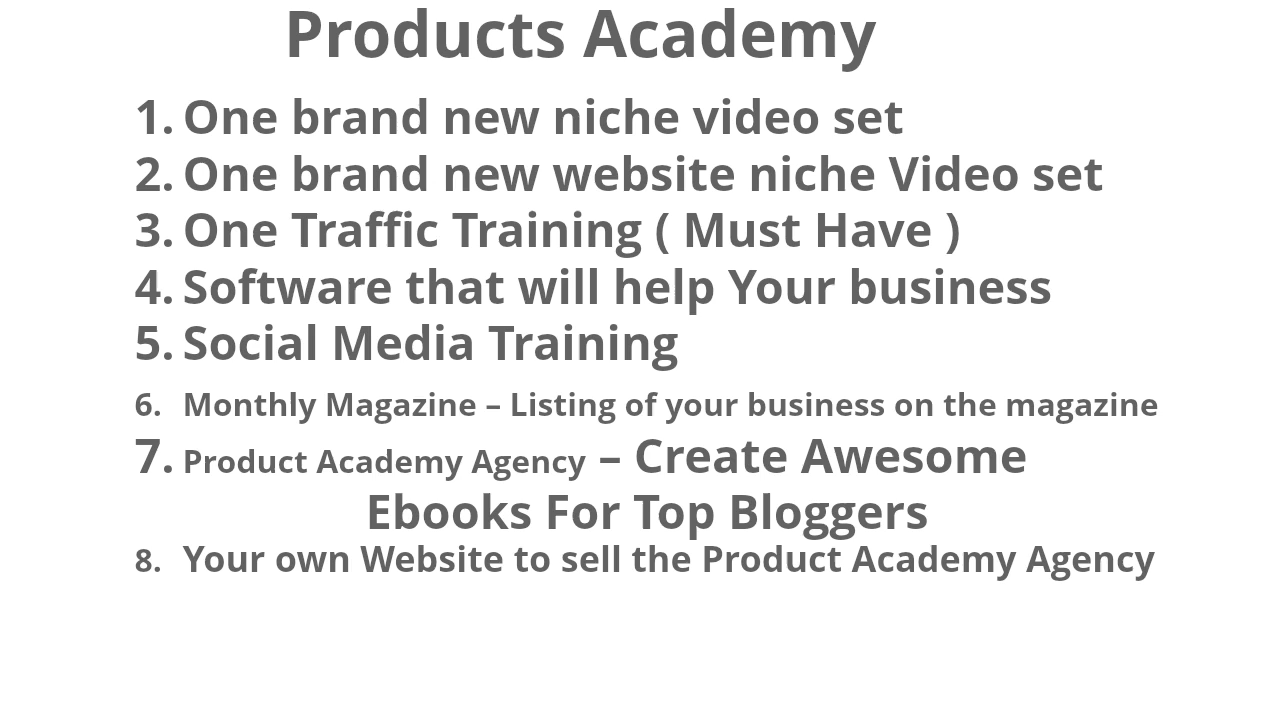 Products Academy
1. One brand new niche video set
2. One brand new website niche Video set
3. One Traffic Training ( Must Have )
4. Software that will help Your business
5. Social Media Training
6. Monthly Magazine – Listing of your business on the magazine
7. Product Academy Agency – Create Awesome
Ebooks For Top Bloggers
8. Your own Website to sell the Product Academy Agency